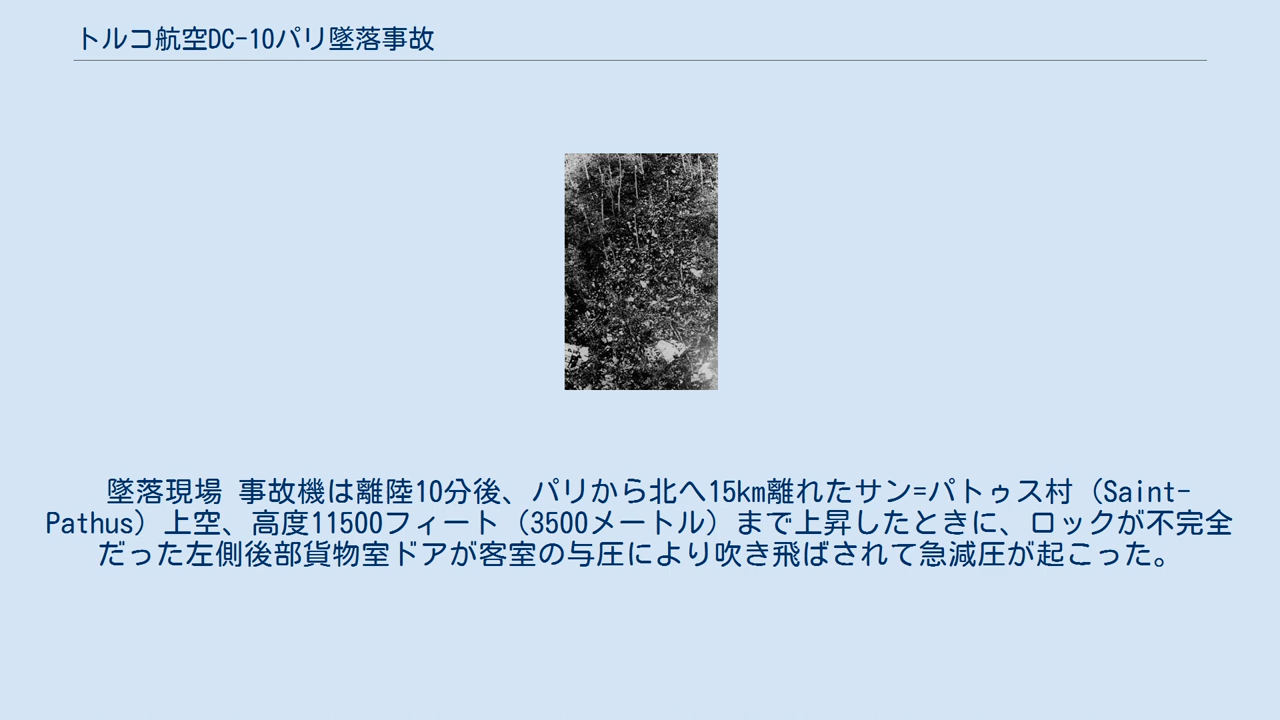 トルコ航空DC-10パリ墜落事故
墜落現場 事故機は離陸10分後、パリから北へ15km離れたサン=パトゥス村（Saint-
Pathus）上空、高度11500フィート（3500メートル）まで上昇したときに、ロックが不完全
だった左側後部貨物室ドアが客室の与圧により吹き飛ばされて急減圧が起こった。